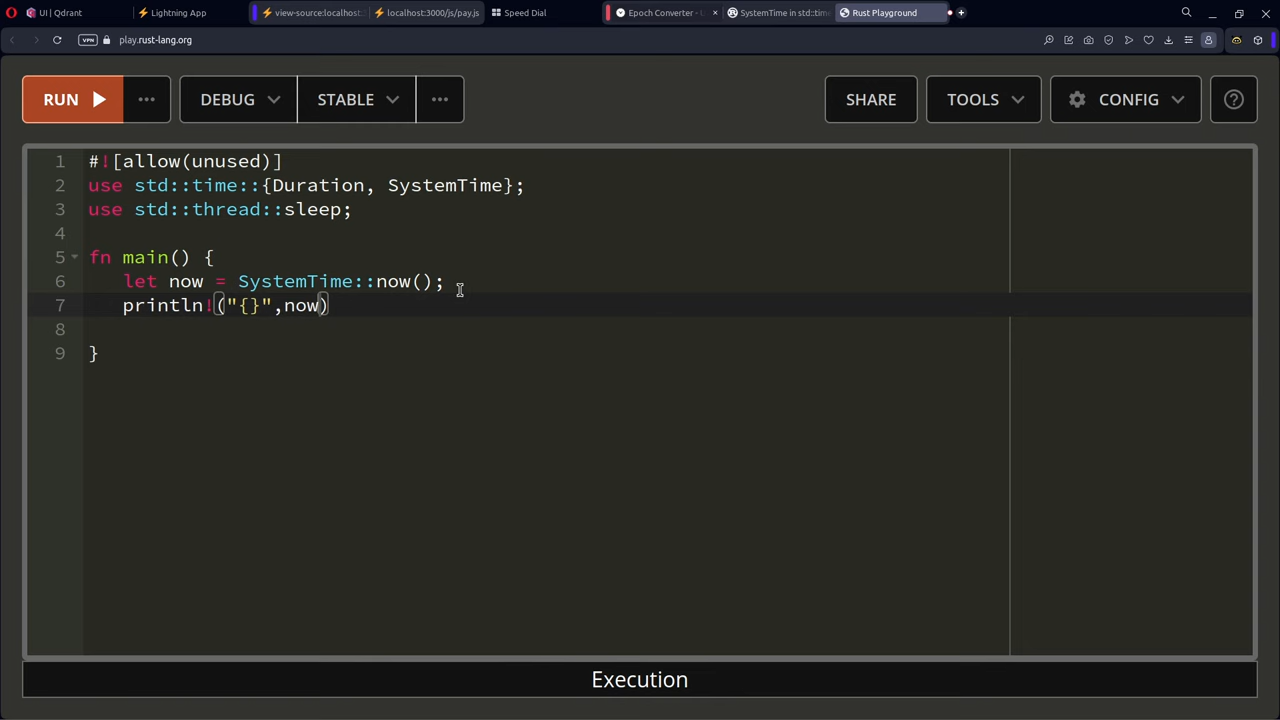 UI | Qdrant
Lightning App
view-source:localhost:
localhost:3000/js/pay.js
Speed Dial
Epoch Converter - U
SystemTime in std::time
Rust Playground
VPN
play.rust-lang.org
RUN
DEBUG
STABLE
SHARE
TOOLS
CONFIG
1 #![allow(unused)]
2 use std::time::{Duration, SystemTime};
3 use std::thread::sleep;
4
5 fn main() {
6 let now = SystemTime::now();
7 println!("{}",now)
8
9 }
Execution